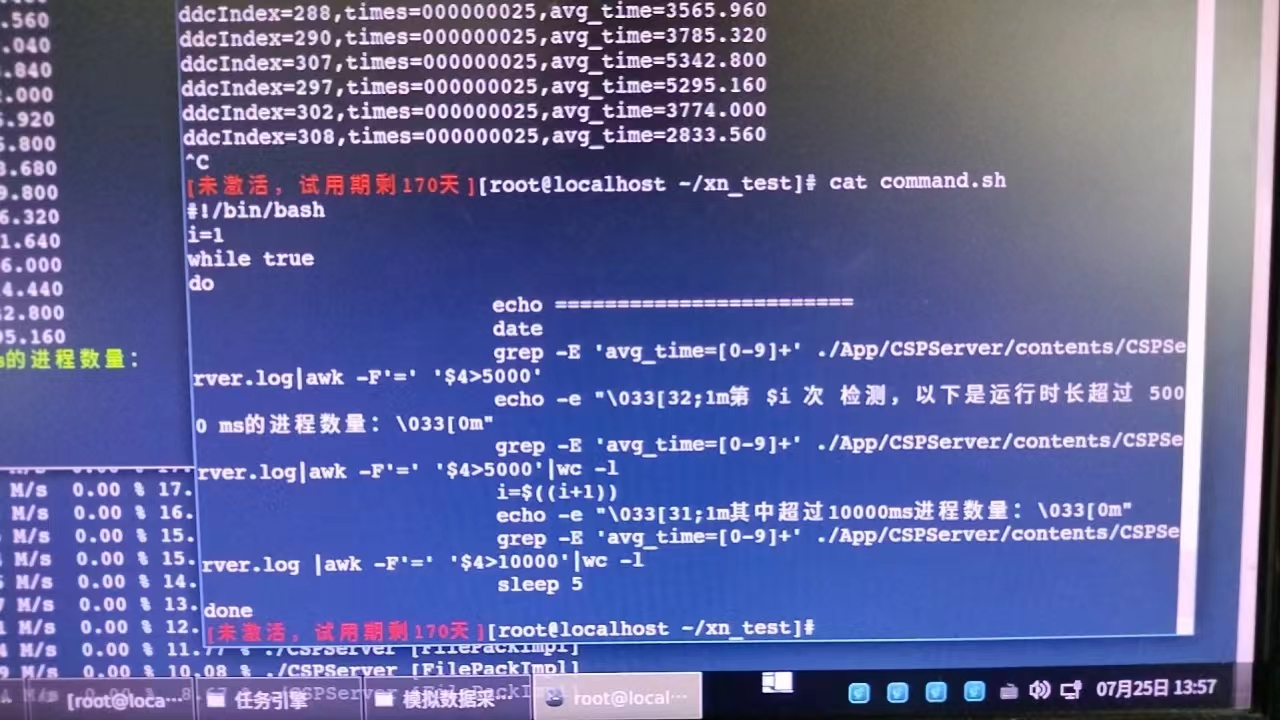 .560
.040
.840
.000
.920
.800
.680
.800
6.320
1.640
6.000
4.440
2.800
95.160
的进程数量：
ddcIndex=288,times=000000025,avg_time=3565.960
ddcIndex=290,times=000000025,avg_time=3785.320
ddcIndex=307,times=000000025,avg_time=5342.800
ddcIndex=297,times=000000025,avg_time=5295.160
ddcIndex=302,times=000000025,avg_time=3774.000
ddcIndex=308,times=000000025,avg_time=2833.560
^C
[未激活，试用期剩170天][root@localhost ~/xn_test]# cat command.sh
#!/bin/bash
i=1
while true
do
echo ========================
date
grep -E 'avg_time=[0-9]+' ./App/CSPServer/contents/CSPSe
rver.log|awk -F'=' '$4>5000'
echo -e "\033[32;1m第 $i 次 检测，以下是运行时长超过 500
0 ms的进程数量：\033[0m"
grep -E 'avg_time=[0-9]+' ./App/CSPServer/contents/CSPSe
rver.log|awk -F'=' '$4>5000'|wc -l
i=$((i+1))
echo -e "\033[31;1m其中超过10000ms进程数量：\033[0m"
grep -E 'avg_time=[0-9]+' ./App/CSPServer/contents/CSPSe
rver.log |awk -F'=' '$4>10000'|wc -l
sleep 5
done
[未激活，试用期剩170天][root@localhost ~/xn_test]#
M/s 0.00 % 17.
M/s 0.00 % 16.
M/s 0.00 % 15.
M/s 0.00 % 15.
M/s 0.00 % 14.
M/s 0.00 % 13.
M/s 0.00 % 12.
M/s 0.00 % 11.77 % ./CSPServer [FilePackImpl]
M/s 0.00 % 10.08 % ./CSPServer [FilePackImpl]
[root@loca…
任务引擎
模拟数据采…
root@local…
07月25日 13:57